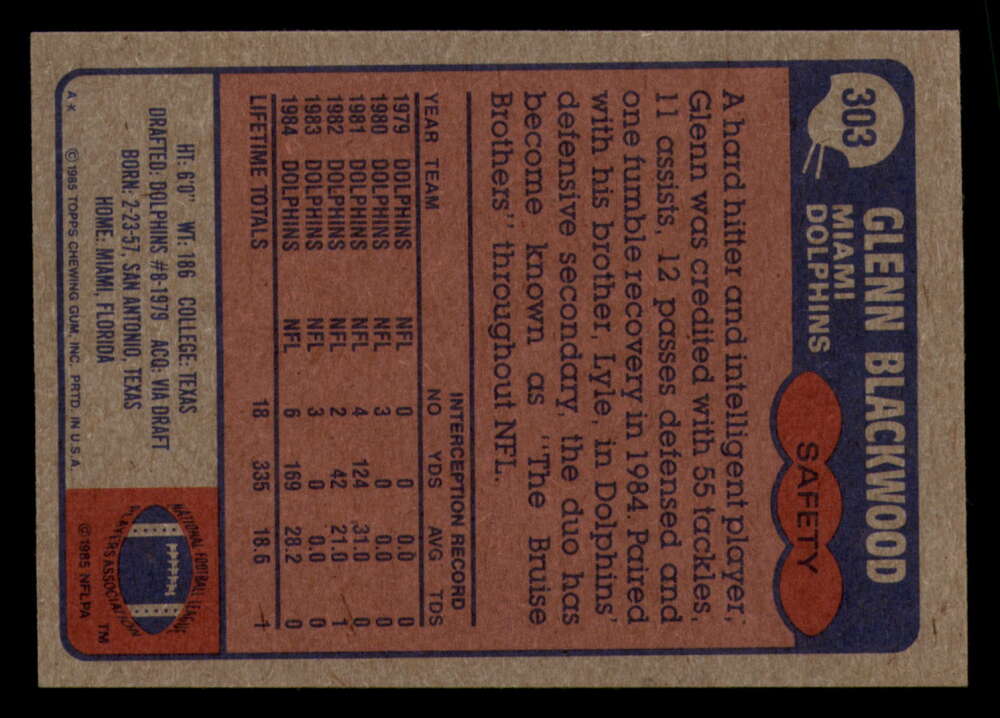 303
GLENN BLACKWOOD
MIAMI
DOLPHINS
SAFETY
A hard hitter and intelligent player,
Glenn was credited with 55 tackles,
11 assists, 12 passes defensed and
one fumble recovery in 1984. Paired
with his brother, Lyle, in Dolphins'
defensive secondary, the duo has
become known as "The Bruise
Brothers" throughout NFL.
INTERCEPTION RECORD
YEAR TEAM NO YDS AVG TDS
1979 DOLPHINS NFL 0 0 0.0 0
1980 DOLPHINS NFL 3 0 0.0 0
1981 DOLPHINS NFL 4 124 31.0 0
1982 DOLPHINS NFL 2 42 21.0 1
1983 DOLPHINS NFL 3 0 0.0 0
1984 DOLPHINS NFL 6 169 28.2 0
LIFETIME TOTALS 18 335 18.6 1
HT: 6'0" WT: 186 COLLEGE: TEXAS
DRAFTED: DOLPHINS #8-1979 ACQ: VIA DRAFT
BORN: 2-23-57, SAN ANTONIO, TEXAS
HOME: MIAMI, FLORIDA
A K © 1985 TOPPS CHEWING GUM, INC. PRTD. IN U.S.A.
NATIONAL FOOTBALL LEAGUE
PLAYERS ASSOCIATION
TM
© 1985 NFLPA